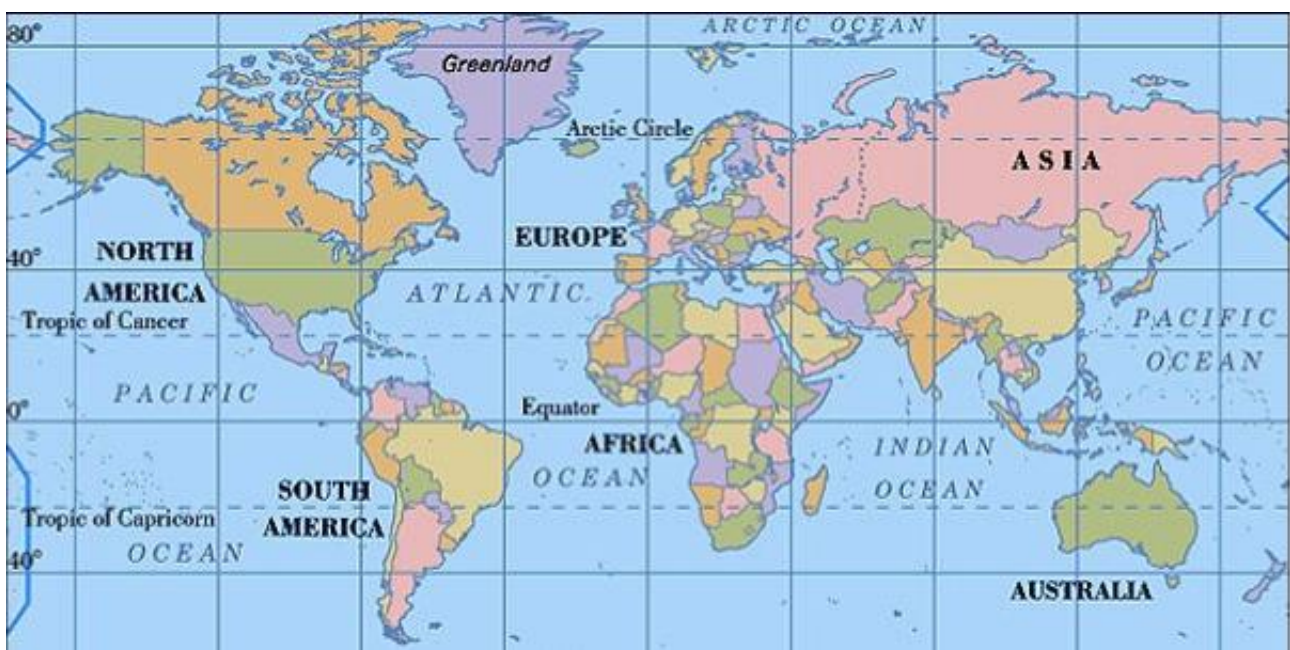 ARCTIC OCEAN
80°
Greenland
Arctic Circle
ASIA
NORTH
AMERICA
EUROPE
40°
ATLANTIC
OCEAN
Tropic of Cancer
PACIFIC
OCEAN
PACIFIC
OCEAN
0°
Equator
AFRICA
INDIAN
OCEAN
SOUTH
AMERICA
Tropic of Capricorn
40°
AUSTRALIA